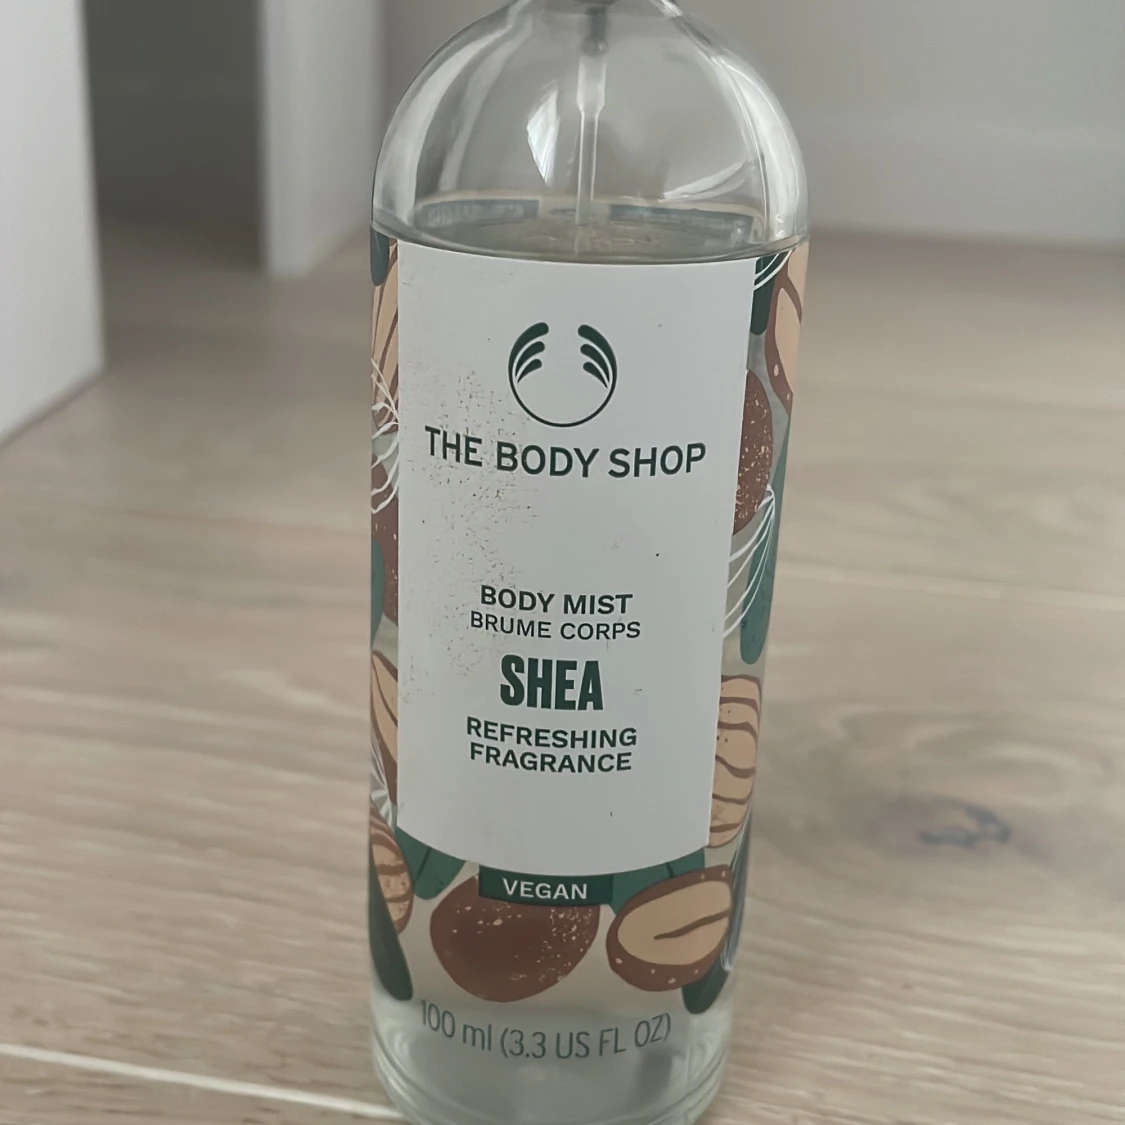 THE BODY SHOP
BODY MIST
BRUME CORPS
SHEA
REFRESHING
FRAGRANCE
VEGAN
100 ml (3.3 US FL OZ)